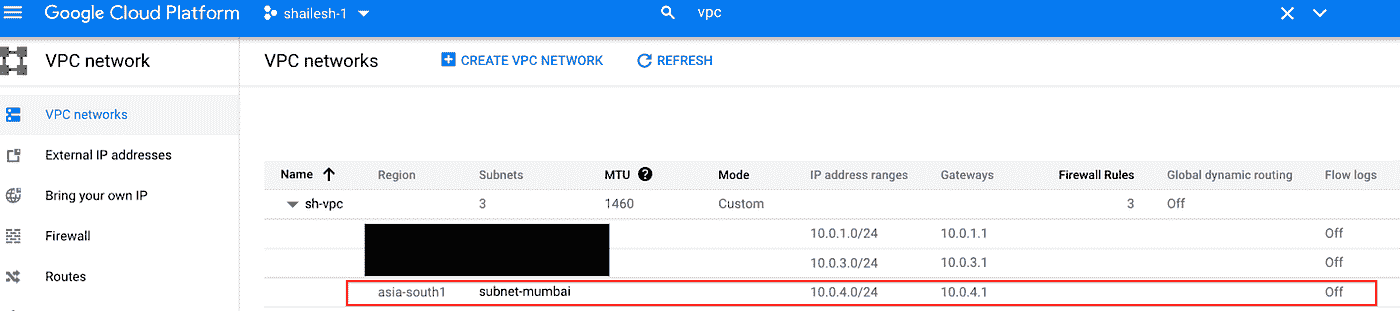 Google Cloud Platform shailesh-1 vpc
VPC network VPC networks CREATE VPC NETWORK REFRESH
VPC networks
External IP addresses
Bring your own IP
Firewall
Routes
Name Region Subnets MTU ? Mode IP address ranges Gateways Firewall Rules Global dynamic routing Flow logs
sh-vpc 3 1460 Custom 3 Off
10.0.1.0/24 10.0.1.1 Off
10.0.3.0/24 10.0.3.1 Off
asia-south1 subnet-mumbai 10.0.4.0/24 10.0.4.1 Off